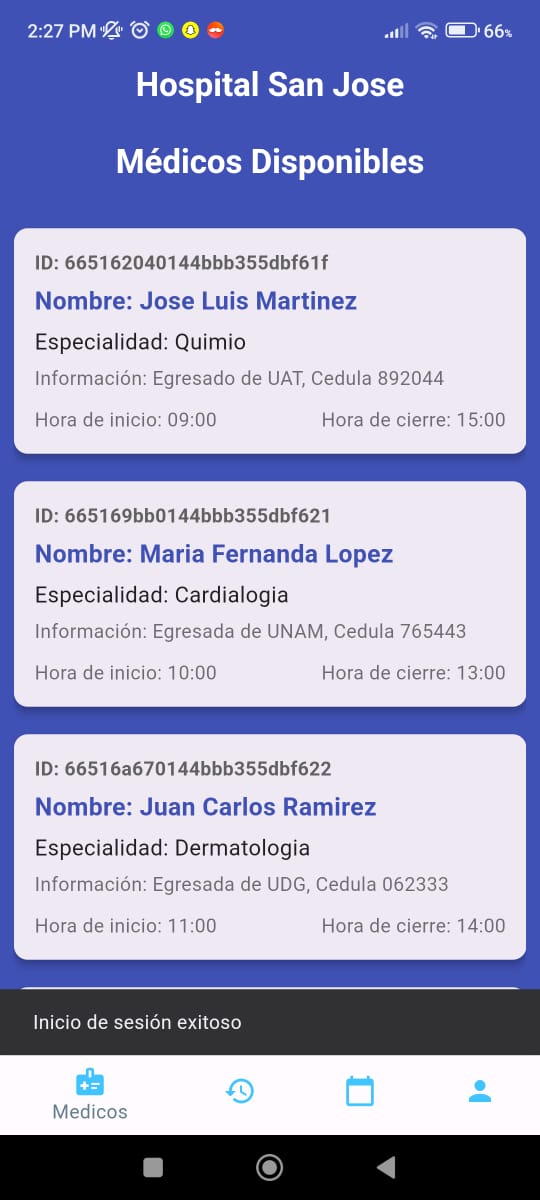 2:27 PM
66%
Hospital San Jose
Médicos Disponibles
ID: 665162040144bbb355dbf61f
Nombre: Jose Luis Martinez
Especialidad: Quimio
Información: Egresado de UAT, Cedula 892044
Hora de inicio: 09:00 Hora de cierre: 15:00
ID: 665169bb0144bbb355dbf621
Nombre: Maria Fernanda Lopez
Especialidad: Cardialogia
Información: Egresada de UNAM, Cedula 765443
Hora de inicio: 10:00 Hora de cierre: 13:00
ID: 66516a670144bbb355dbf622
Nombre: Juan Carlos Ramirez
Especialidad: Dermatologia
Información: Egresada de UDG, Cedula 062333
Hora de inicio: 11:00 Hora de cierre: 14:00
Inicio de sesión exitoso
Medicos